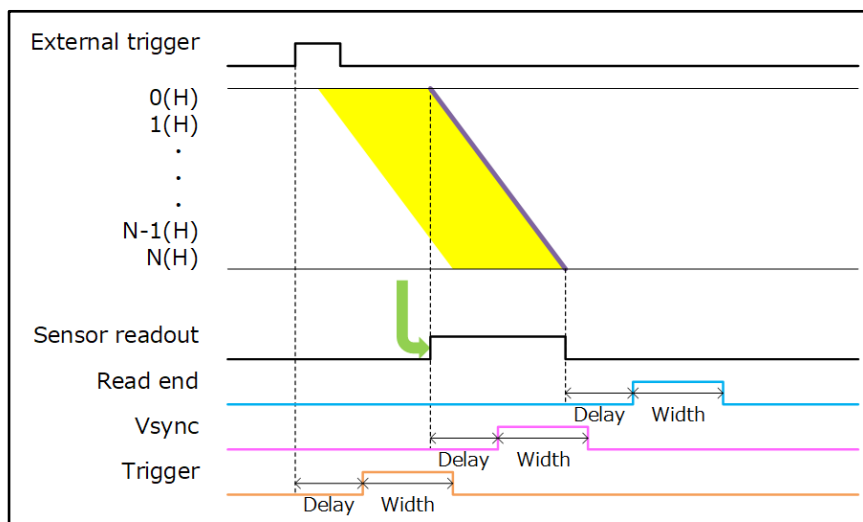 External trigger
0(H)
1(H)
.
.
.
N-1(H)
N(H)
Sensor readout
Read end
Delay Width
Vsync
Delay Width
Trigger
Delay Width